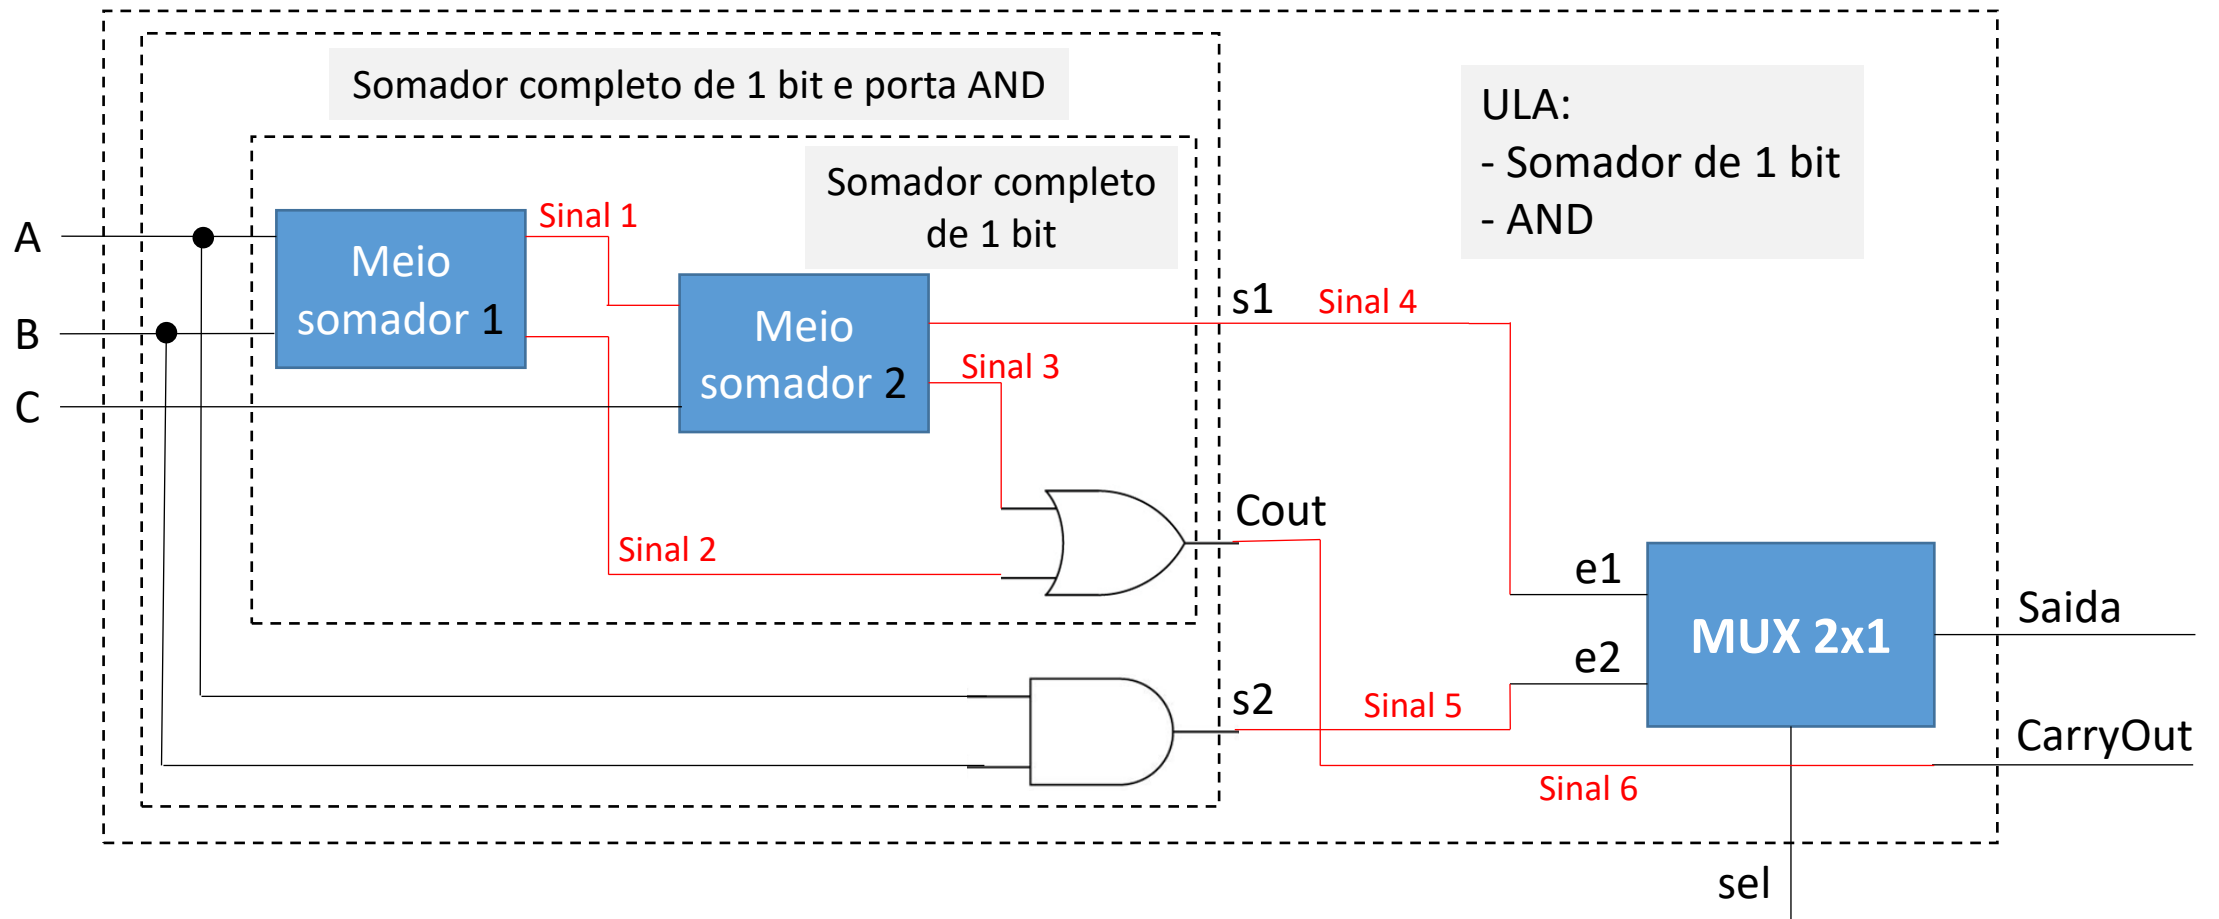 Somador completo de 1 bit e porta AND
ULA:
- Somador de 1 bit
- AND
Somador completo
de 1 bit
A
B
C
Meio
somador 1
Sinal 1
Meio
somador 2
Sinal 3
Sinal 2
s1
Sinal 4
Cout
s2
Sinal 5
Sinal 6
e1
e2
MUX 2x1
Saida
CarryOut
sel